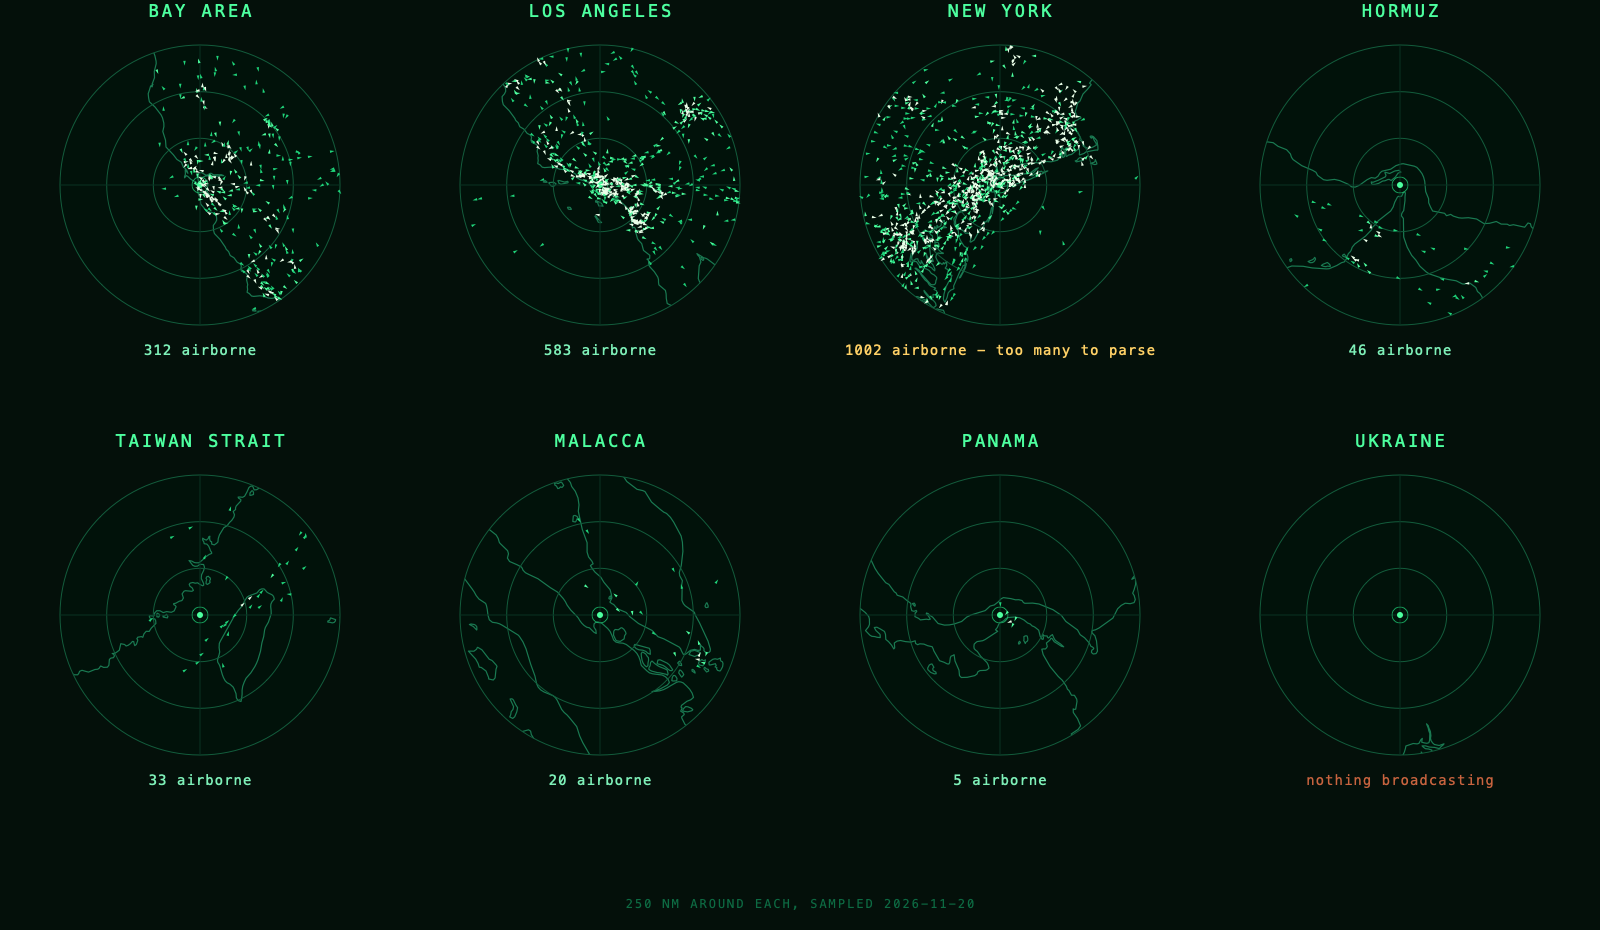 BAY AREA
LOS ANGELES
NEW YORK
HORMUZ
312 airborne
583 airborne
1002 airborne – too many to parse
46 airborne
TAIWAN STRAIT
MALACCA
PANAMA
UKRAINE
33 airborne
20 airborne
5 airborne
nothing broadcasting
250 NM AROUND EACH, SAMPLED 2026-11-20